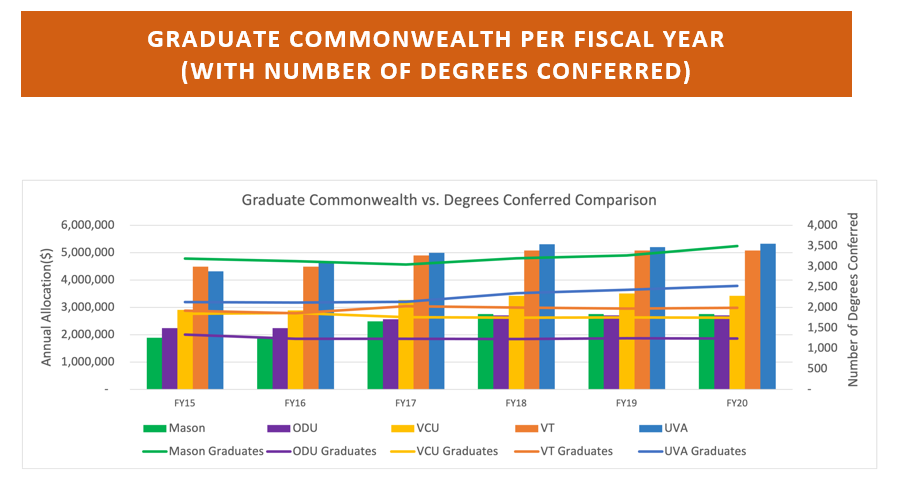 GRADUATE COMMONWEALTH PER FISCAL YEAR
(WITH NUMBER OF DEGREES CONFERRED)
Graduate Commonwealth vs. Degrees Conferred Comparison
Annual Allocation($)
6,000,000
5,000,000
4,000,000
3,000,000
2,000,000
1,000,000
-
4,000
3,500
3,000
2,500
2,000
1,500
1,000
500
-
Number of Degrees Conferred
FY15 FY16 FY17 FY18 FY19 FY20
Mason ODU VCU VT UVA
Mason Graduates ODU Graduates VCU Graduates VT Graduates UVA Graduates